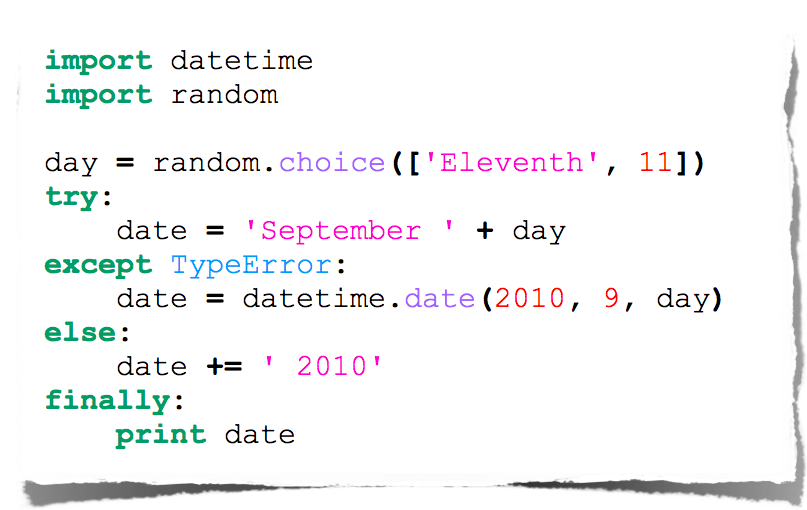 import datetime
import random

day = random.choice(['Eleventh', 11])
try:
    date = 'September ' + day
except TypeError:
    date = datetime.date(2010, 9, day)
else:
    date += ' 2010'
finally:
    print date